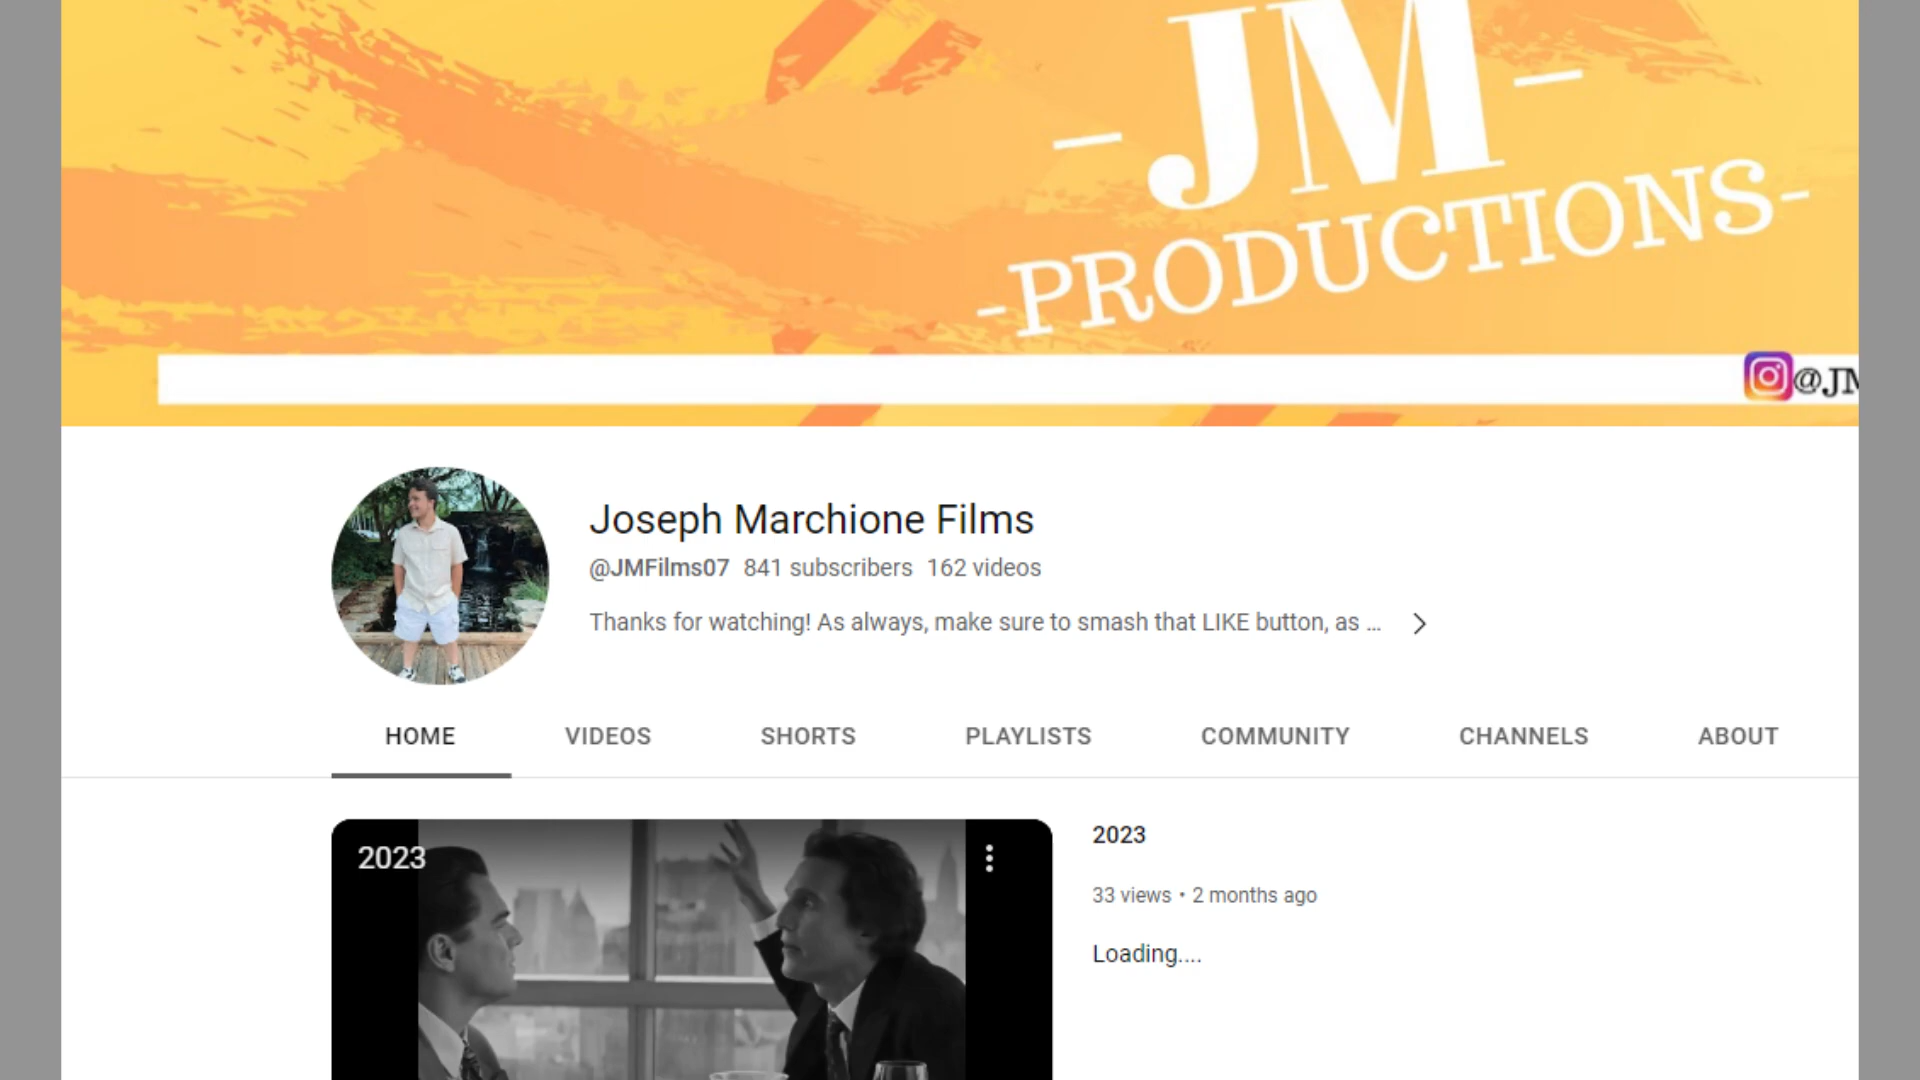 -JM-
-PRODUCTIONS-
@JM
Joseph Marchione Films
@JMFilms07 841 subscribers 162 videos
Thanks for watching! As always, make sure to smash that LIKE button, as ...
HOME VIDEOS SHORTS PLAYLISTS COMMUNITY CHANNELS ABOUT
2023
2023
33 views • 2 months ago
Loading....